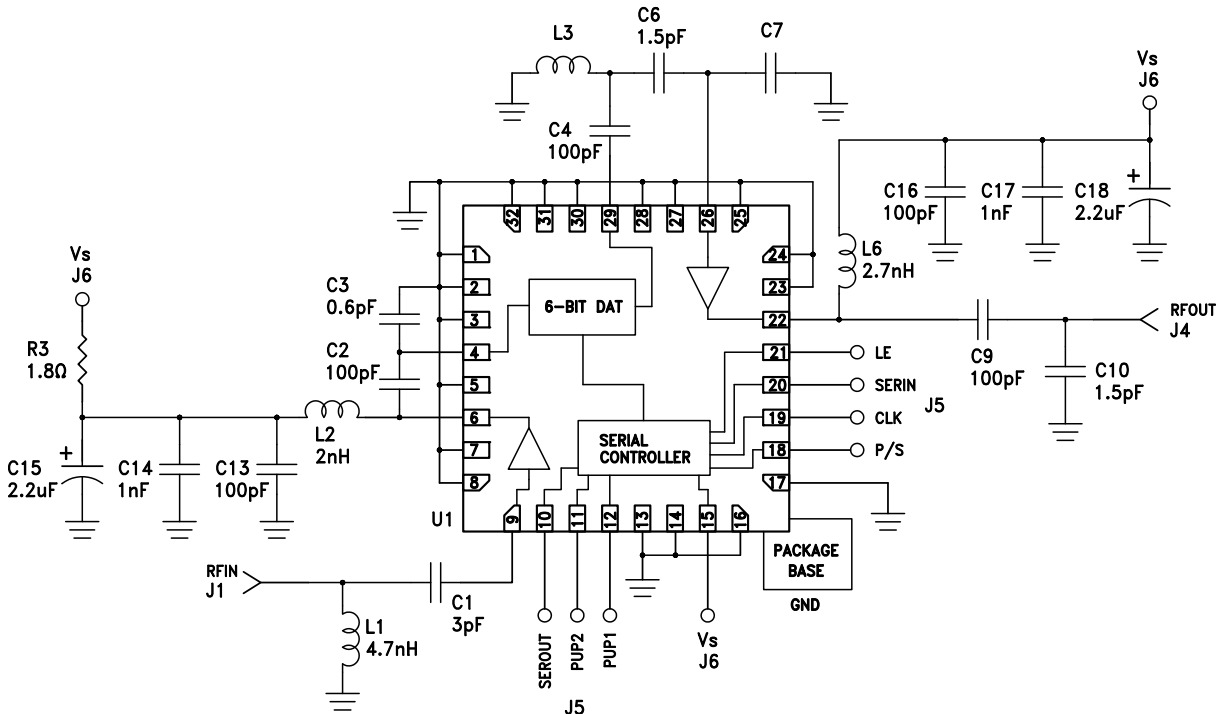 C6
1.5pF
L3
C7
Vs
J6
C4
100pF
C16
100pF
C17
1nF
+
C18
2.2uF
32
31
30
29
28
27
26
25
Vs
J6
1
2
3
4
5
6
7
8
24
23
22
21
20
19
18
17
L6
2.7nH
C3
0.6pF
6-BIT DAT
RFOUT
J4
R3
1.8Ω
C2
100pF
LE
SERIN
CLK
P/S
J5
C9
100pF
C10
1.5pF
+
C15
2.2uF
C14
1nF
C13
100pF
L2
2nH
SERIAL
CONTROLLER
U1
9
10
11
12
13
14
15
16
PACKAGE
BASE
GND
RFIN
J1
C1
3pF
L1
4.7nH
SEROUT
PUP2
PUP1
Vs
J6
J5